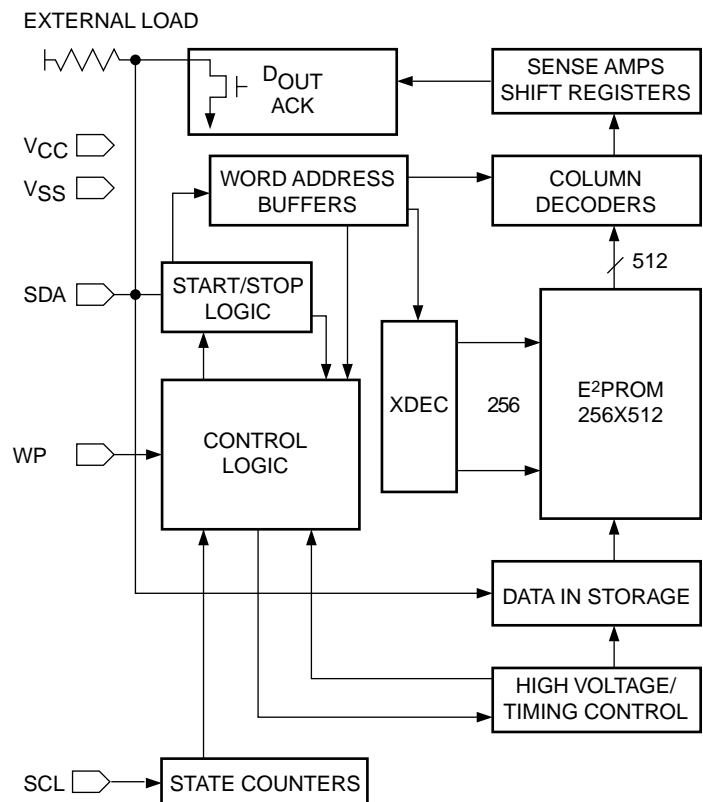 EXTERNAL LOAD
DOUT
ACK
SENSE AMPS
SHIFT REGISTERS
VCC
VSS
WORD ADDRESS
BUFFERS
COLUMN
DECODERS
512
SDA
START/STOP
LOGIC
XDEC
256
E²PROM
256X512
WP
CONTROL
LOGIC
DATA IN STORAGE
HIGH VOLTAGE/
TIMING CONTROL
SCL
STATE COUNTERS